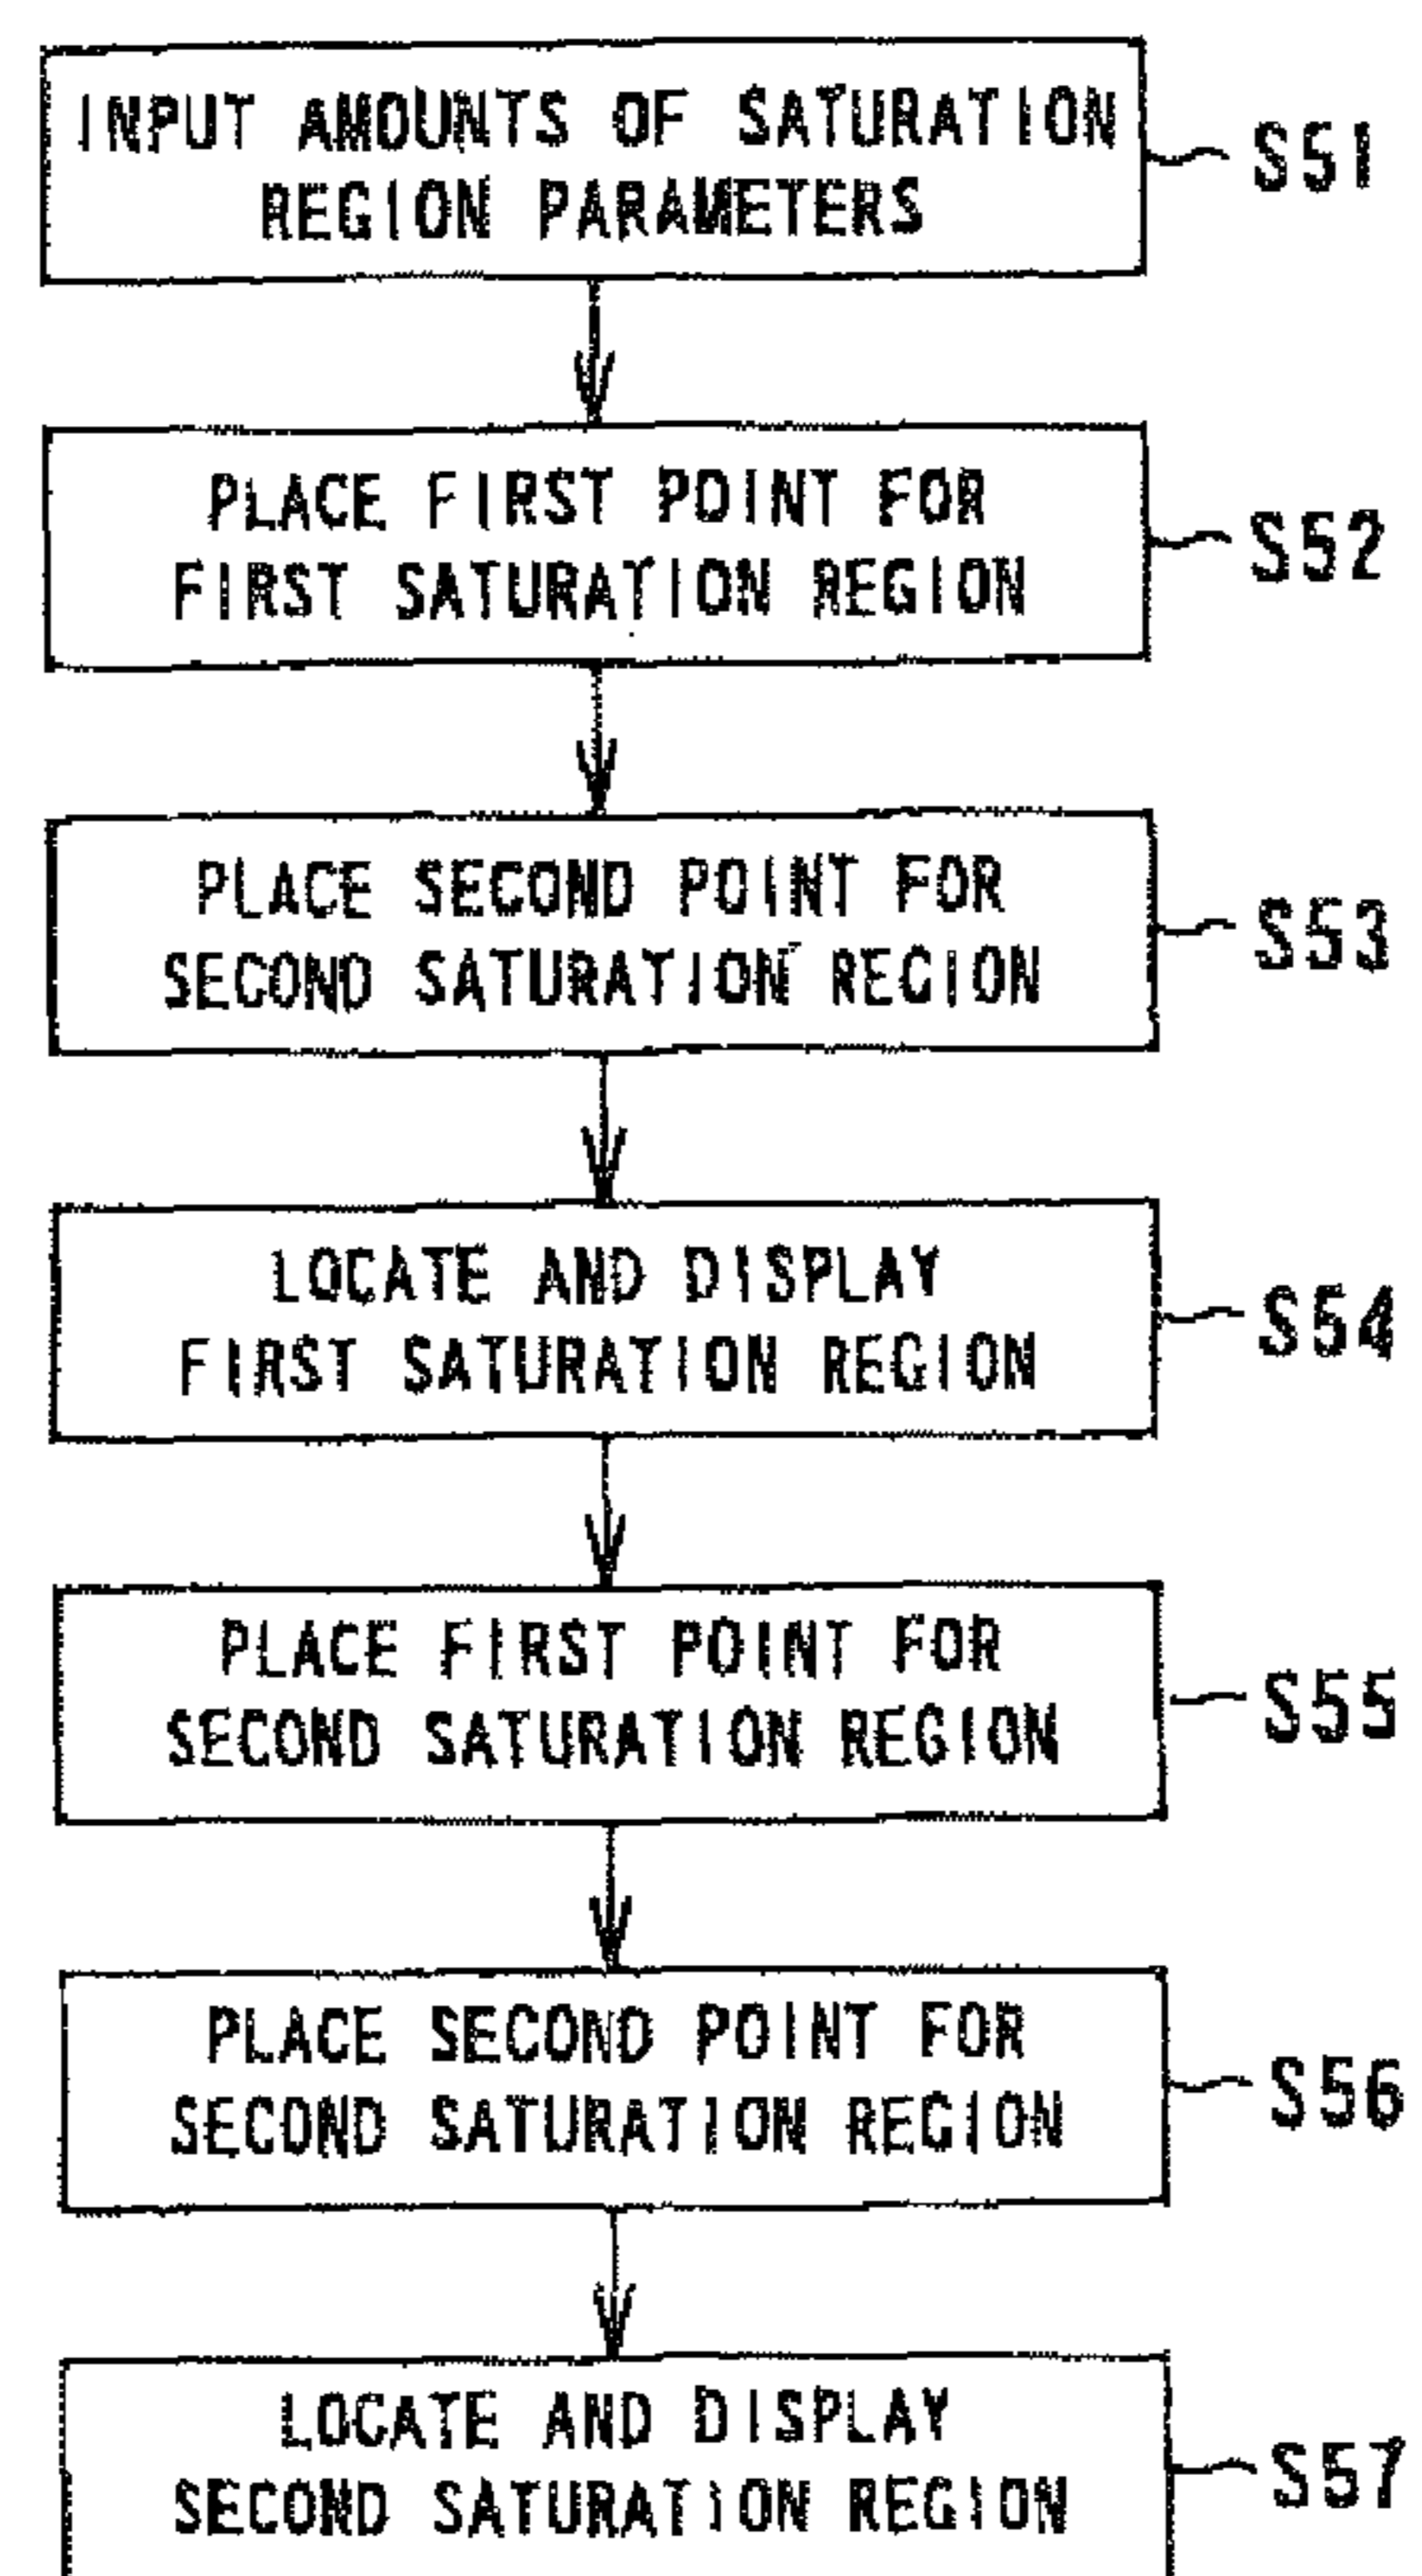 INPUT AMOUNTS OF SATURATION
REGION PARAMETERS
S51
PLACE FIRST POINT FOR
FIRST SATURATION REGION
S52
PLACE SECOND POINT FOR
SECOND SATURATION REGION
S53
LOCATE AND DISPLAY
FIRST SATURATION REGION
S54
PLACE FIRST POINT FOR
SECOND SATURATION REGION
S55
PLACE SECOND POINT FOR
SECOND SATURATION REGION
S56
LOCATE AND DISPLAY
SECOND SATURATION REGION
S57